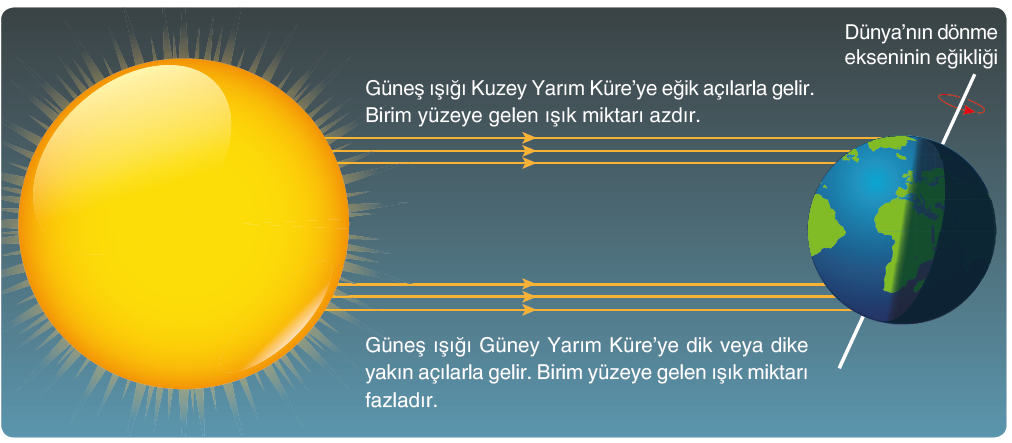 Dünya'nın dönme
ekseninin eğikliği
Güneş ışığı Kuzey Yarım Küre'ye eğik açılarla gelir.
Birim yüzeye gelen ışık miktarı azdır.
Güneş ışığı Güney Yarım Küre'ye dik veya dike
yakın açılarla gelir. Birim yüzeye gelen ışık miktarı
fazladır.